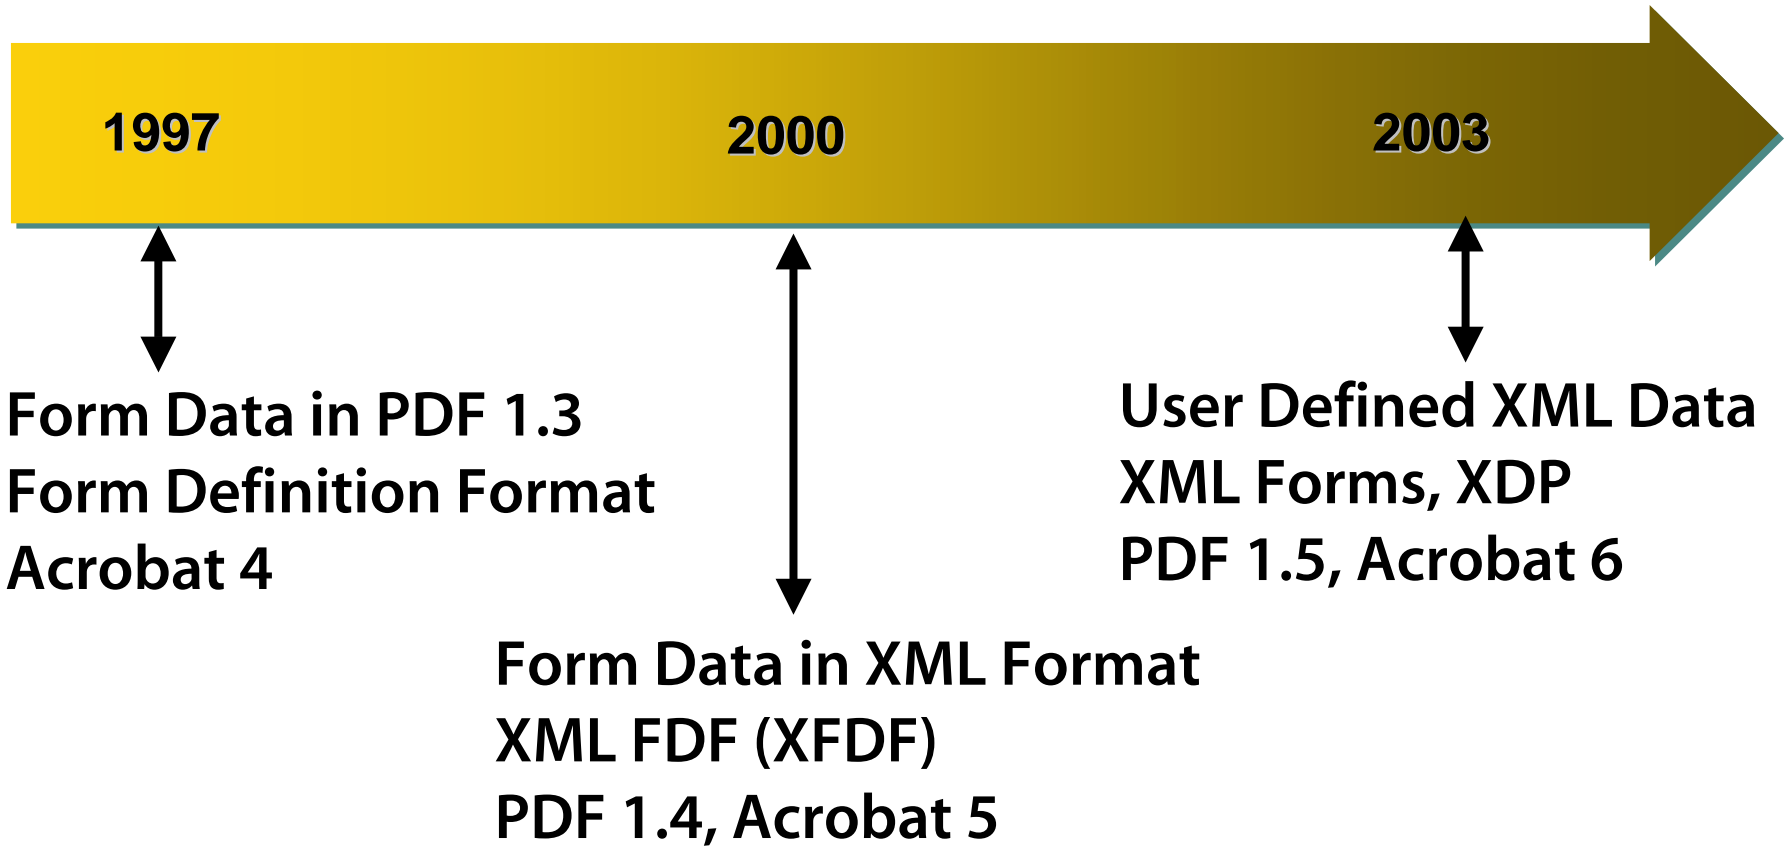 1997
2000
2003
Form Data in PDF 1.3
Form Definition Format
Acrobat 4
Form Data in XML Format
XML FDF (XFDF)
PDF 1.4, Acrobat 5
User Defined XML Data
XML Forms, XDP
PDF 1.5, Acrobat 6